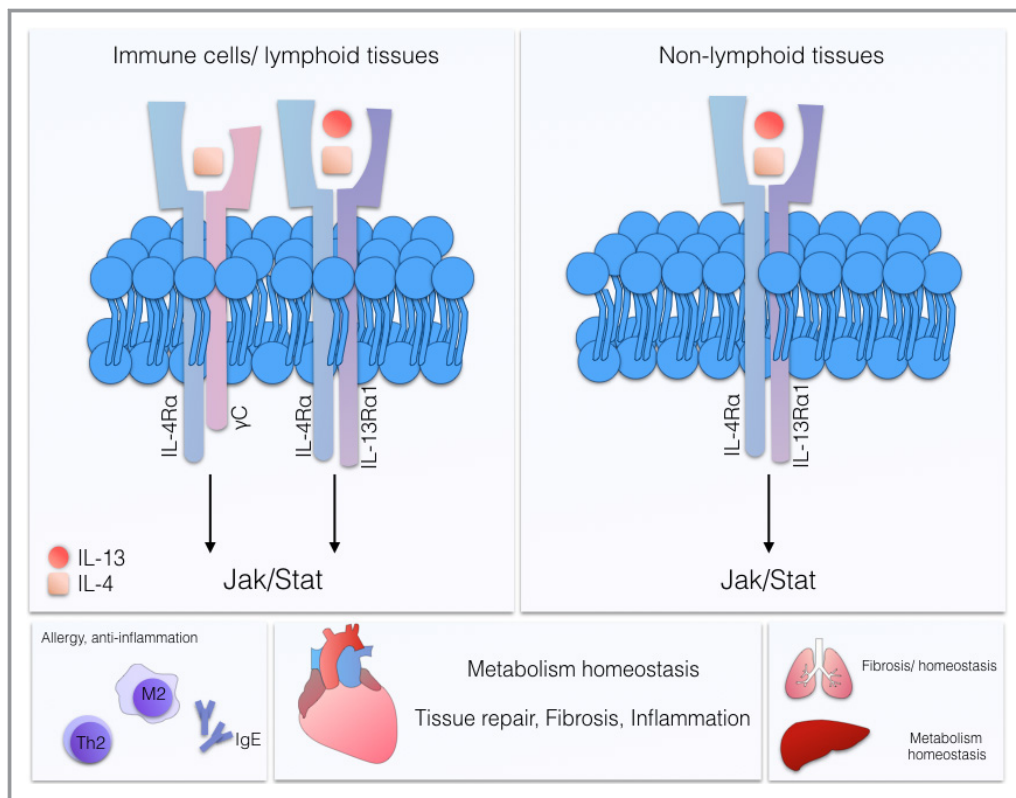 Immune cells/ lymphoid tissues
IL-4Rα
γC
IL-4Rα
IL-13Rα1
IL-13
IL-4
Jak/Stat
Non-lymphoid tissues
IL-4Rα
IL-13Rα1
Jak/Stat
Allergy, anti-inflammation
M2
Th2
IgE
Metabolism homeostasis
Tissue repair, Fibrosis, Inflammation
Fibrosis/ homeostasis
Metabolism
homeostasis